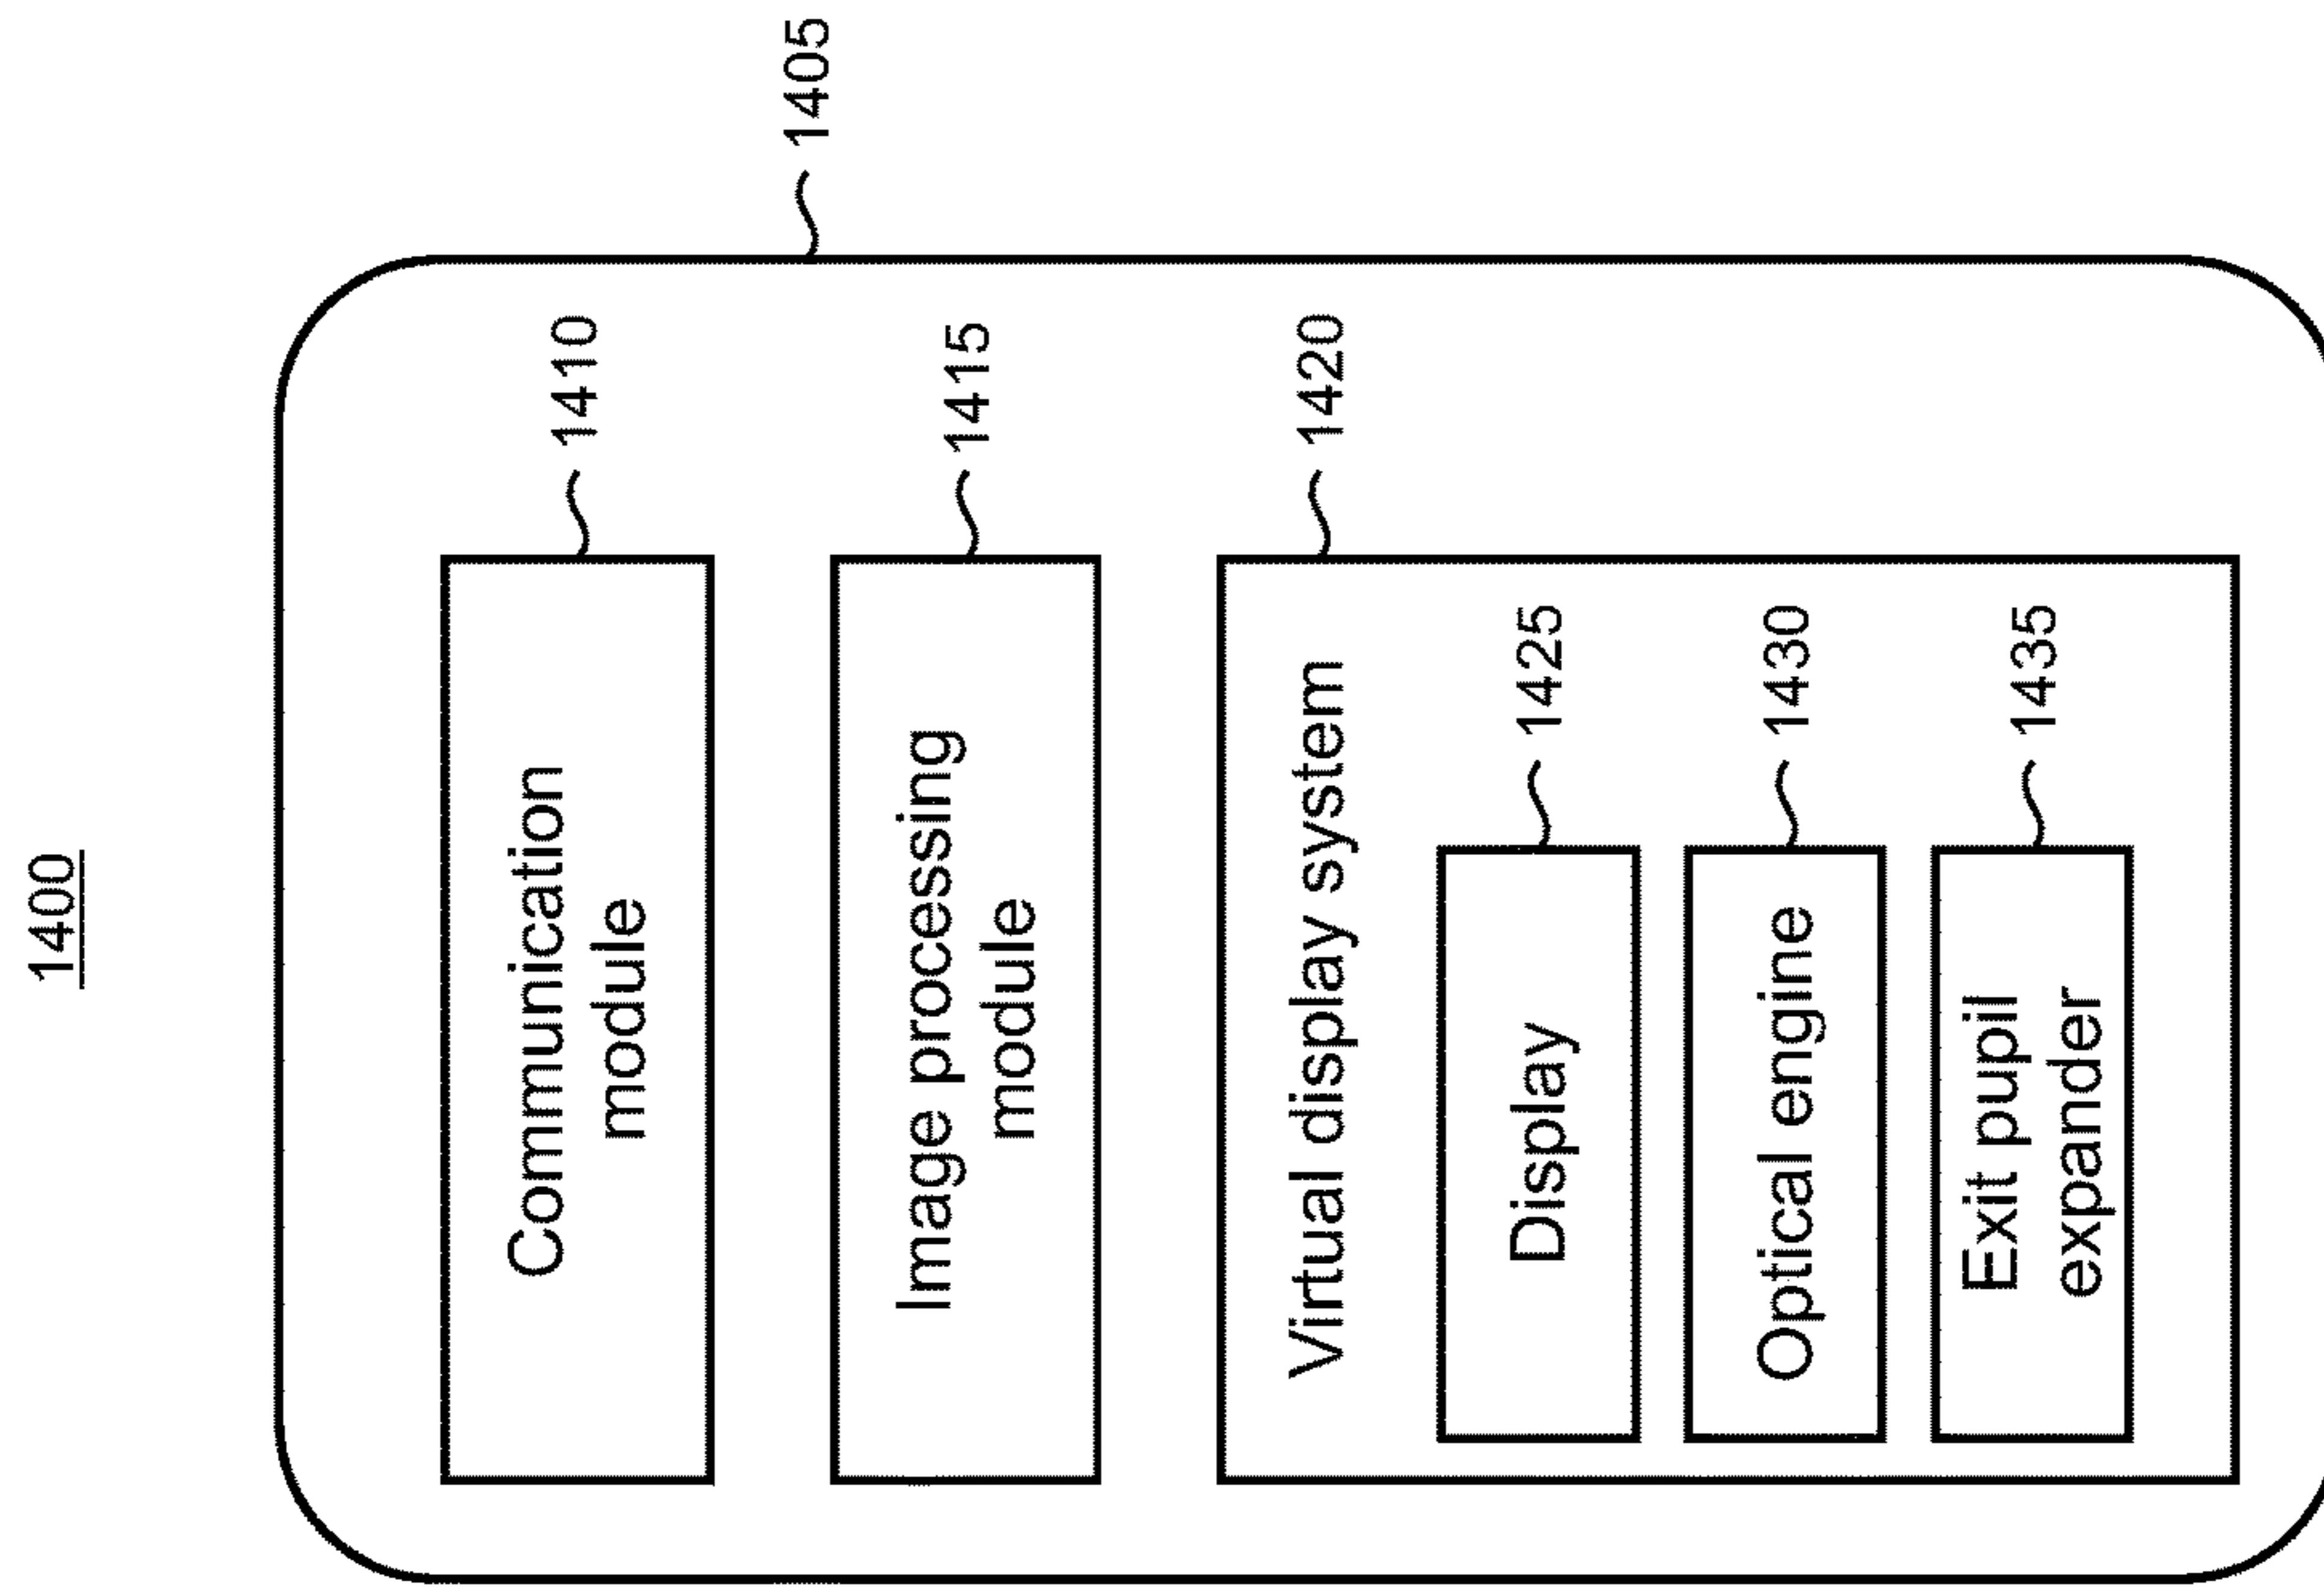 1400
1405
Communication
module
1410
Image processing
module
1415
Virtual display system
1420
Display
1425
Optical engine
1430
Exit pupil
expander
1435